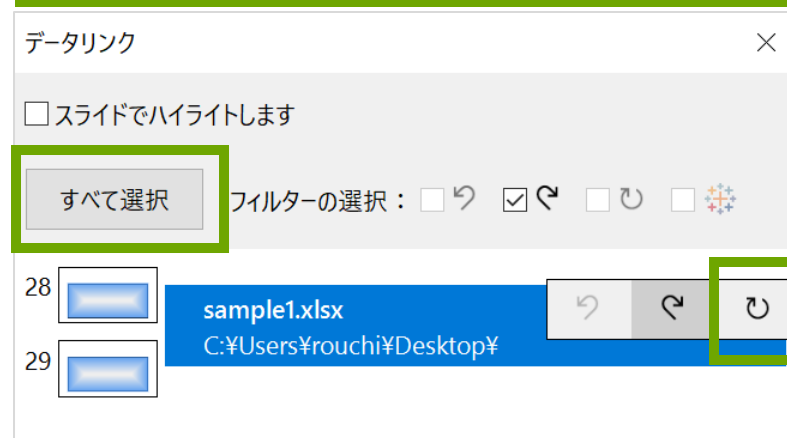 データリンク
スライドでハイライトします
すべて選択 フィルターの選択：
28
sample1.xlsx
C:¥Users¥rouchi¥Desktop¥
29